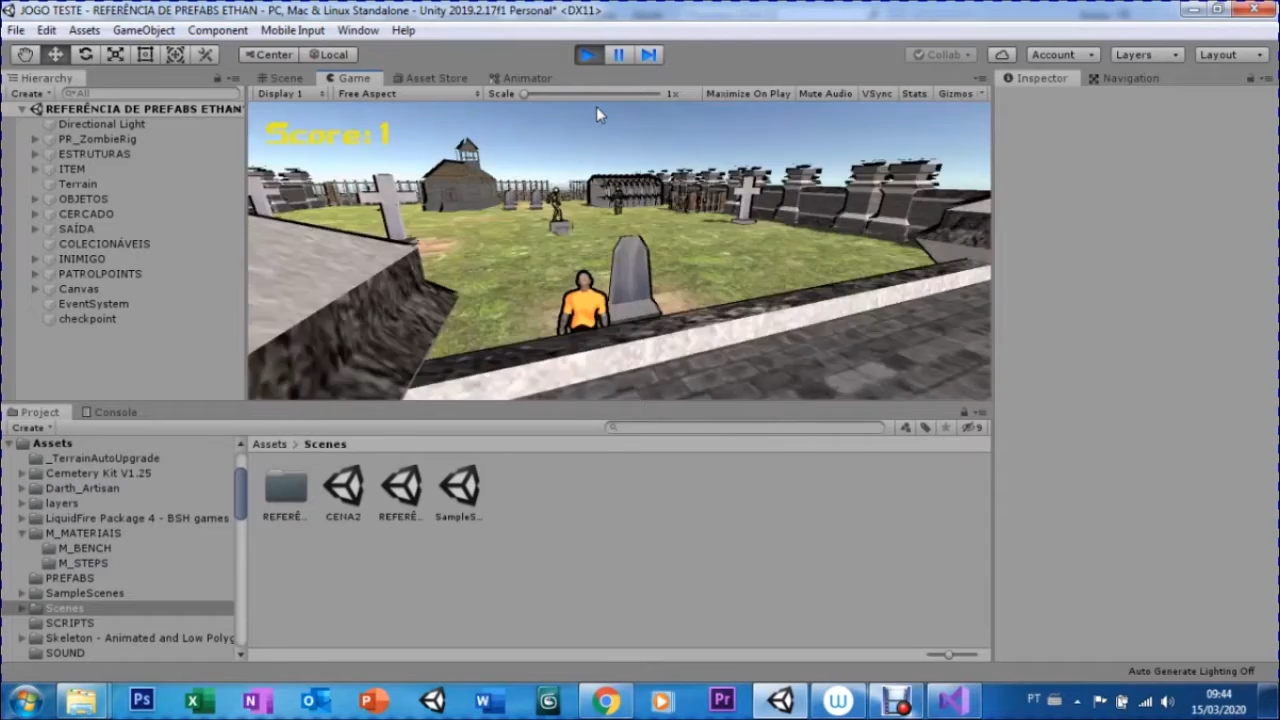 JOGO TESTE - REFERÊNCIA DE PREFABS ETHAN - PC, Mac & Linux Standalone - Unity 2019.2.17f1 Personal* <DX11>
File Edit Assets GameObject Component Mobile Input Window Help
Center Local Collab Account Layers Layout
Hierarchy Scene Game Asset Store Animator Inspector Navigation
Create All Display 1 Free Aspect Scale 1x Maximize On Play Mute Audio VSync Stats Gizmos
REFERÊNCIA DE PREFABS ETHAN
Directional Light
PR_ZombieRig
ESTRUTURAS
ITEM
Terrain
OBJETOS
CERCADO
SAÍDA
COLECIONÁVEIS
INIMIGO
PATROLPOINTS
Canvas
EventSystem
checkpoint
Score:1
Project Console
Create 9
Assets
_TerrainAutoUpgrade
Cemetery Kit V1.25
Darth_Artisan
layers
LiquidFire Package 4 - BSH games
M_MATERIAIS
M_BENCH
M_STEPS
PREFABS
SampleScenes
Scenes
SCRIPTS
Skeleton - Animated and Low Polyg
SOUND
Assets > Scenes
REFERÊ... CENA2 REFERÊ... SampleS...
Auto Generate Lighting Off
Ps X N O P W G W Pr PT
09:44
15/03/2020